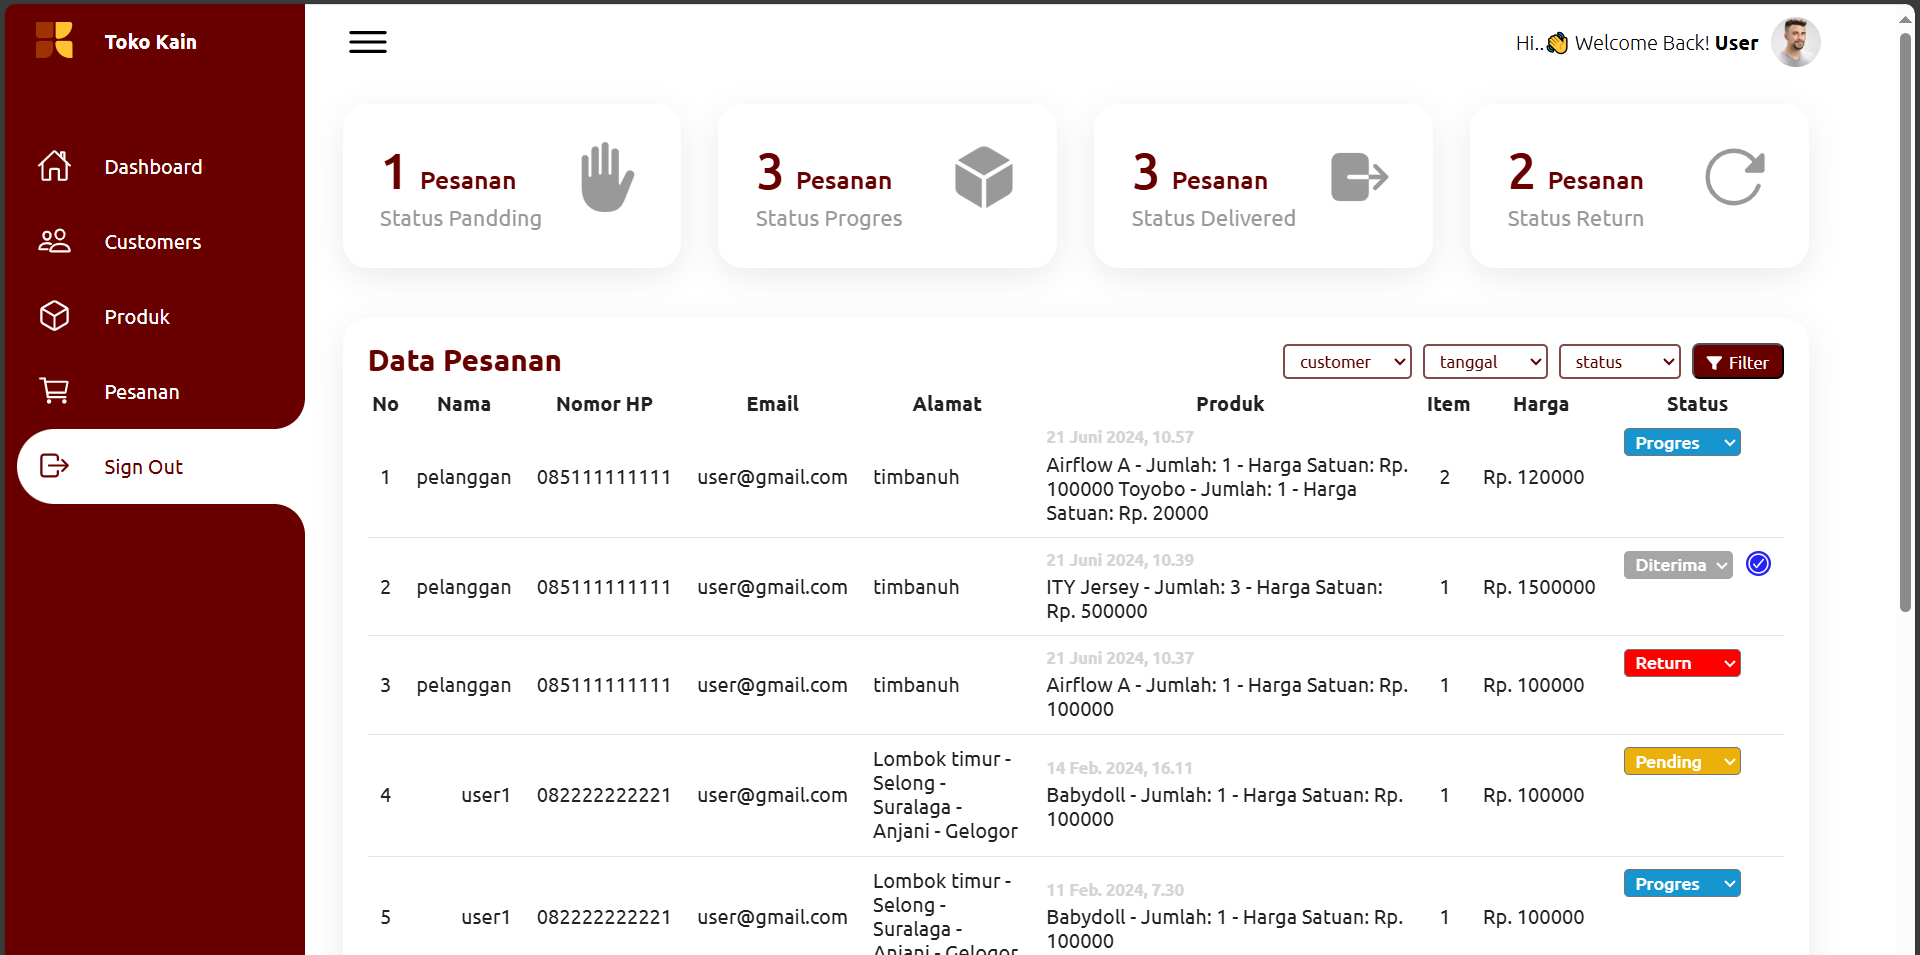 Toko Kain
Hi..👋 Welcome Back! User
Dashboard
Customers
Produk
Pesanan
Sign Out
1 Pesanan
Status Pandding
3 Pesanan
Status Progres
3 Pesanan
Status Delivered
2 Pesanan
Status Return
Data Pesanan
customer
tanggal
status
Filter
No Nama Nomor HP Email Alamat Produk Item Harga Status
21 Juni 2024, 10.57
1 pelanggan 085111111111 user@gmail.com timbanuh
Airflow A - Jumlah: 1 - Harga Satuan: Rp.
100000 Toyobo - Jumlah: 1 - Harga
Satuan: Rp. 20000
2 Rp. 120000 Progres
21 Juni 2024, 10.39
2 pelanggan 085111111111 user@gmail.com timbanuh
ITY Jersey - Jumlah: 3 - Harga Satuan:
Rp. 500000
1 Rp. 1500000 Diterima
21 Juni 2024, 10.37
3 pelanggan 085111111111 user@gmail.com timbanuh
Airflow A - Jumlah: 1 - Harga Satuan: Rp.
100000
1 Rp. 100000 Return
4 user1 082222222221 user@gmail.com
Lombok timur -
Selong -
Suralaga -
Anjani - Gelogor
14 Feb. 2024, 16.11
Babydoll - Jumlah: 1 - Harga Satuan: Rp.
100000
1 Rp. 100000 Pending
5 user1 082222222221 user@gmail.com
Lombok timur -
Selong -
Suralaga -
Anjani - Gelogor
11 Feb. 2024, 7.30
Babydoll - Jumlah: 1 - Harga Satuan: Rp.
100000
1 Rp. 100000 Progres